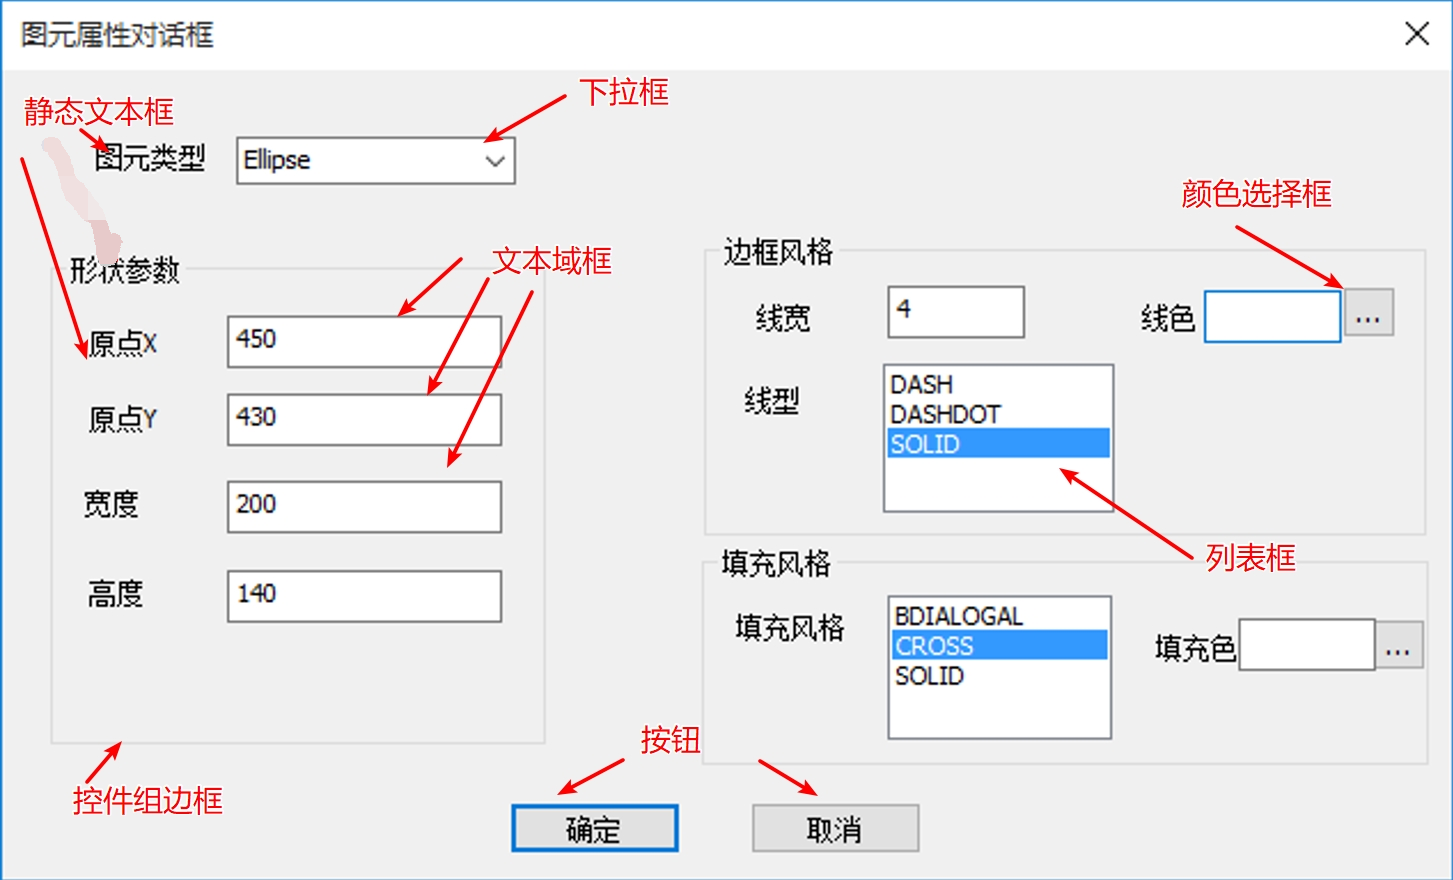 图元属性对话框
静态文本框
下拉框
图元类型
Ellipse
颜色选择框
形状参数
文本域框
边框风格
原点X
450
线宽
4
线色
...
原点Y
430
线型
DASH
DASHDOT
SOLID
宽度
200
列表框
高度
140
填充风格
填充风格
BDIALOGAL
CROSS
SOLID
填充色
...
按钮
控件组边框
确定
取消